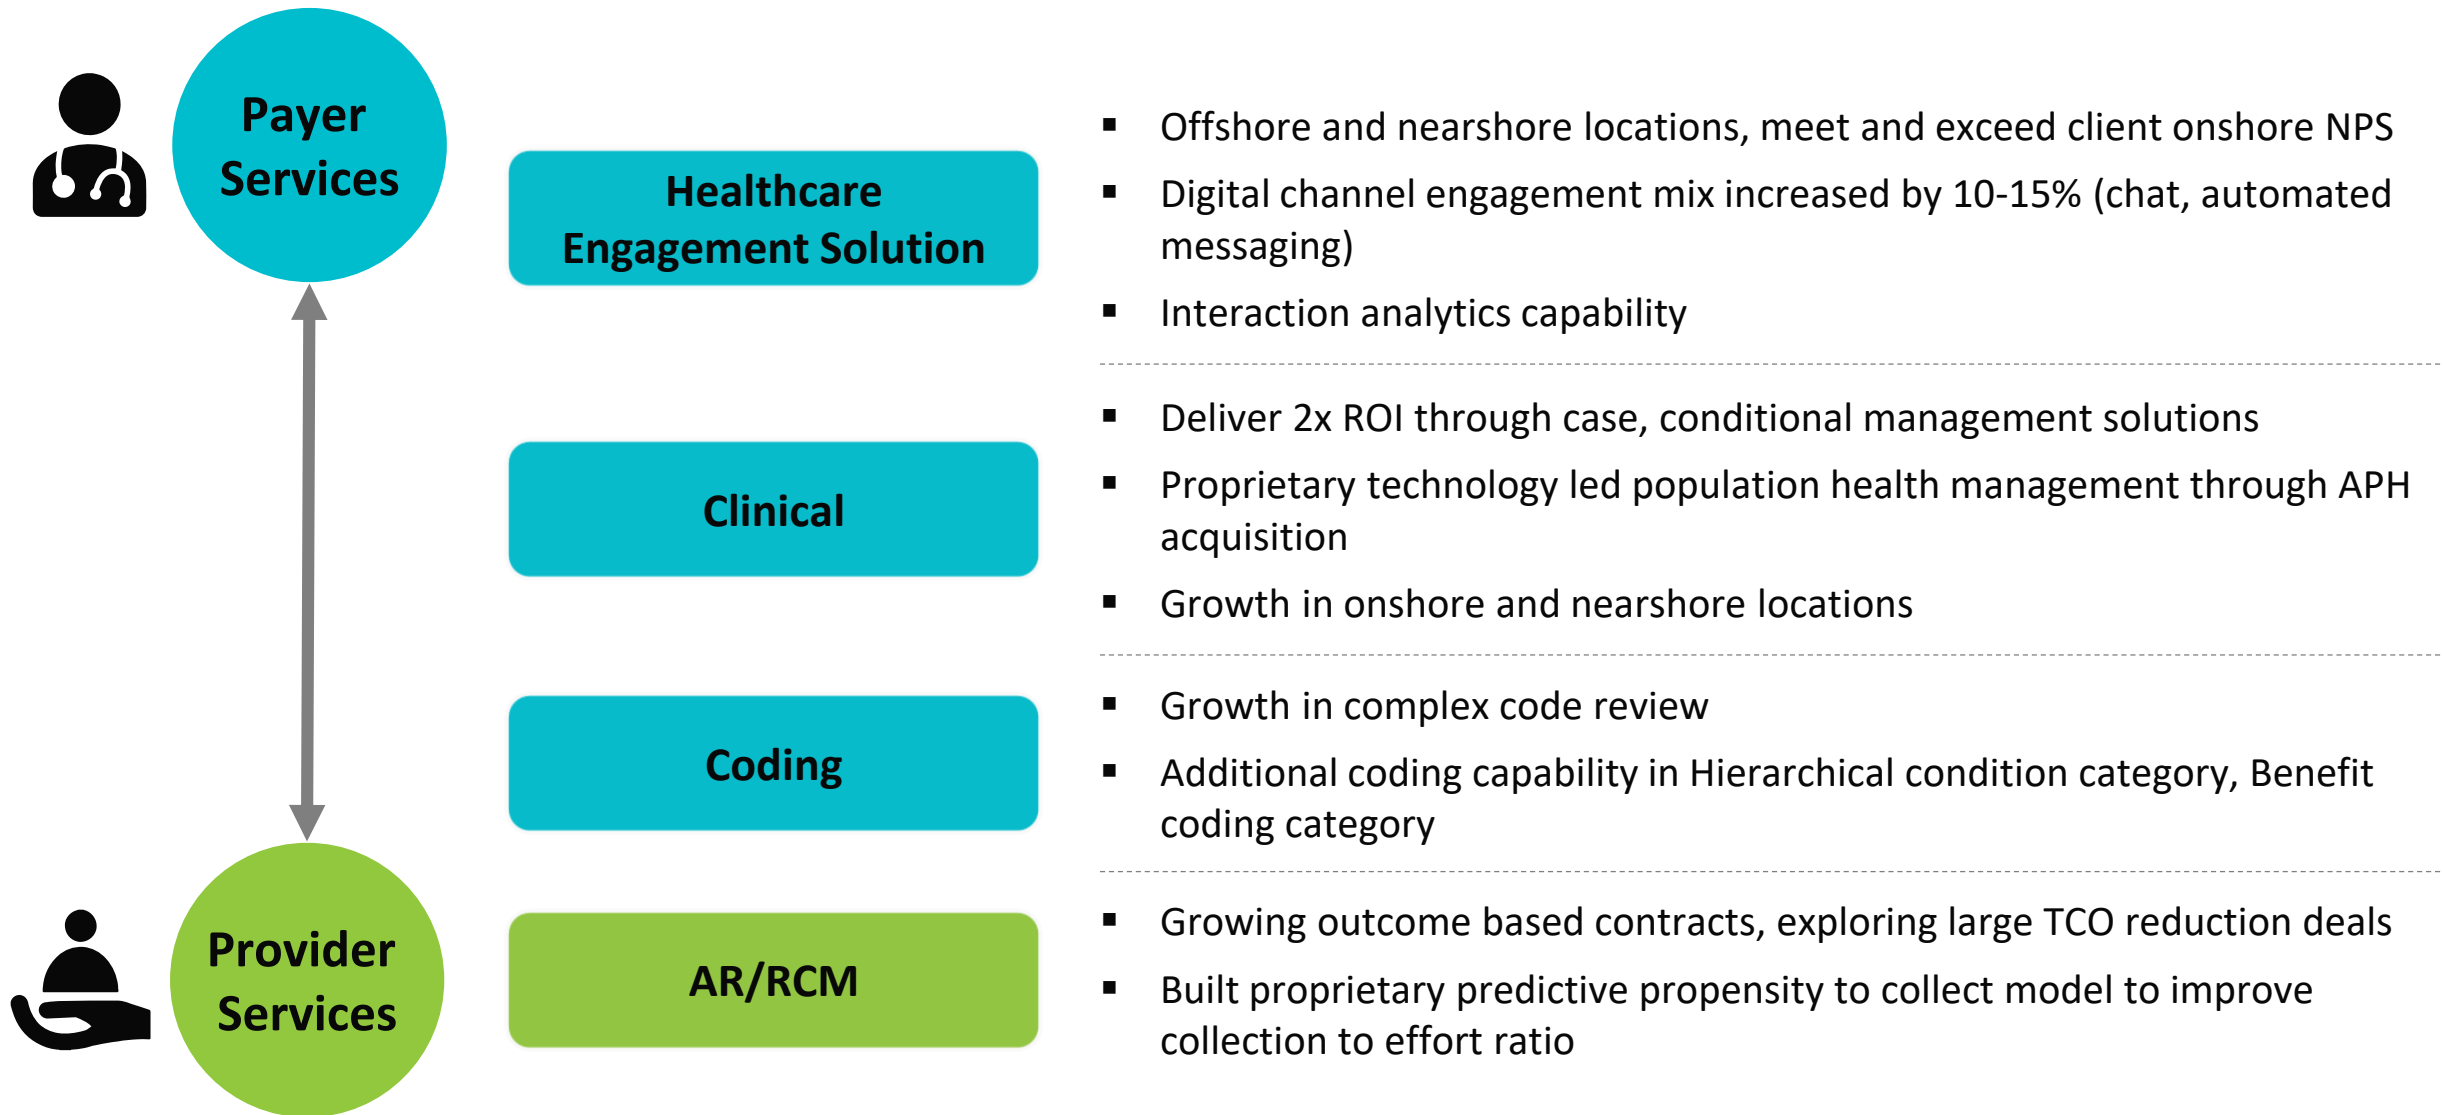 Payer
Services
Healthcare
Engagement Solution
▪ Offshore and nearshore locations, meet and exceed client onshore NPS
▪ Digital channel engagement mix increased by 10-15% (chat, automated
messaging)
▪ Interaction analytics capability
Clinical
▪ Deliver 2x ROI through case, conditional management solutions
▪ Proprietary technology led population health management through APH
acquisition
▪ Growth in onshore and nearshore locations
Coding
▪ Growth in complex code review
▪ Additional coding capability in Hierarchical condition category, Benefit
coding category
Provider
Services
AR/RCM
▪ Growing outcome based contracts, exploring large TCO reduction deals
▪ Built proprietary predictive propensity to collect model to improve
collection to effort ratio